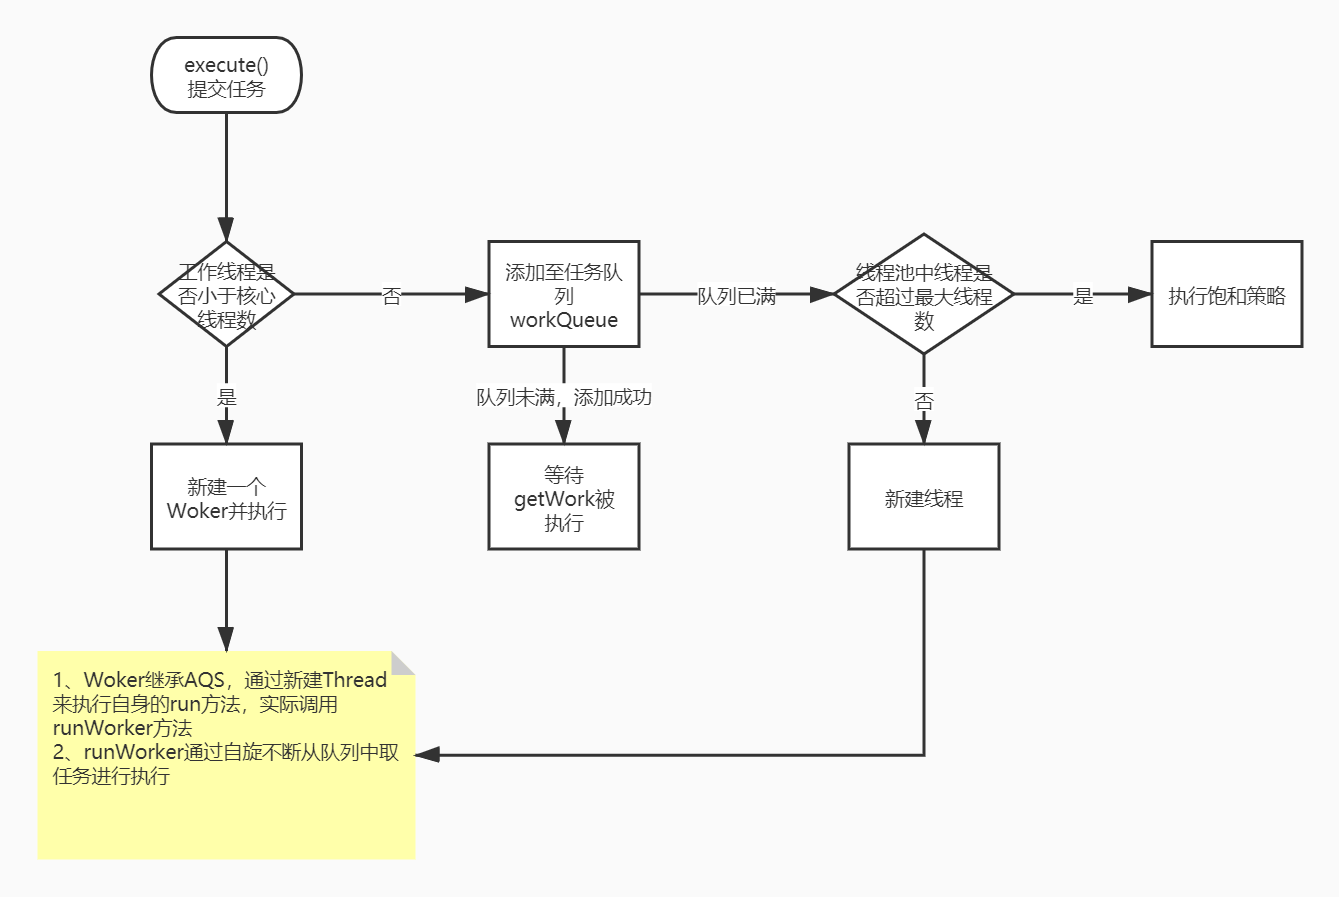 execute()
提交任务
工作线程是
否小于核心
线程数
否
添加至任务队
列
workQueue
队列已满
线程池中线程是
否超过最大线程
数
是
执行饱和策略
是
队列未满，添加成功
否
新建一个
Woker并执行
等待
getWork被
执行
新建线程
1、Woker继承AQS，通过新建Thread
来执行自身的run方法，实际调用
runWorker方法
2、runWorker通过自旋不断从队列中取
任务进行执行